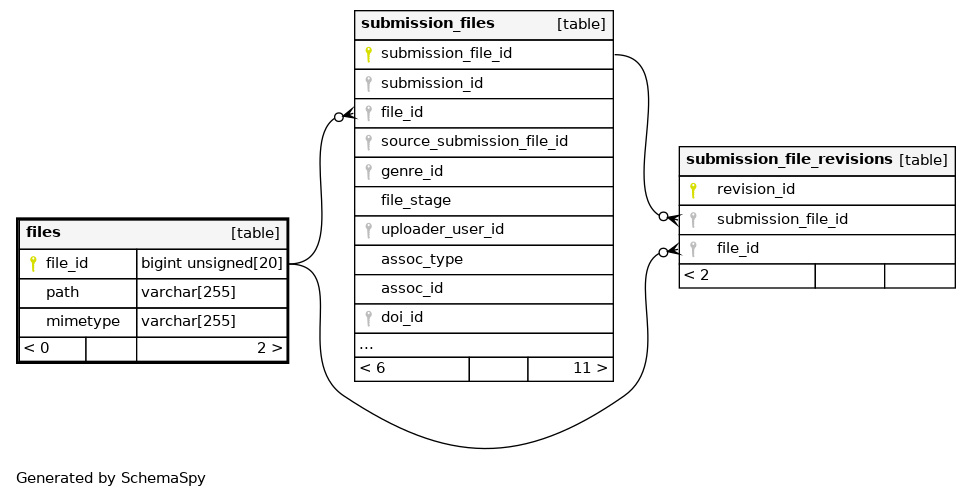 submission_files [table]
submission_file_id
submission_id
file_id
source_submission_file_id
genre_id
file_stage
uploader_user_id
assoc_type
assoc_id
doi_id
...
< 6 11 >
submission_file_revisions [table]
revision_id
submission_file_id
file_id
< 2
files [table]
file_id bigint unsigned[20]
path varchar[255]
mimetype varchar[255]
< 0 2 >
Generated by SchemaSpy